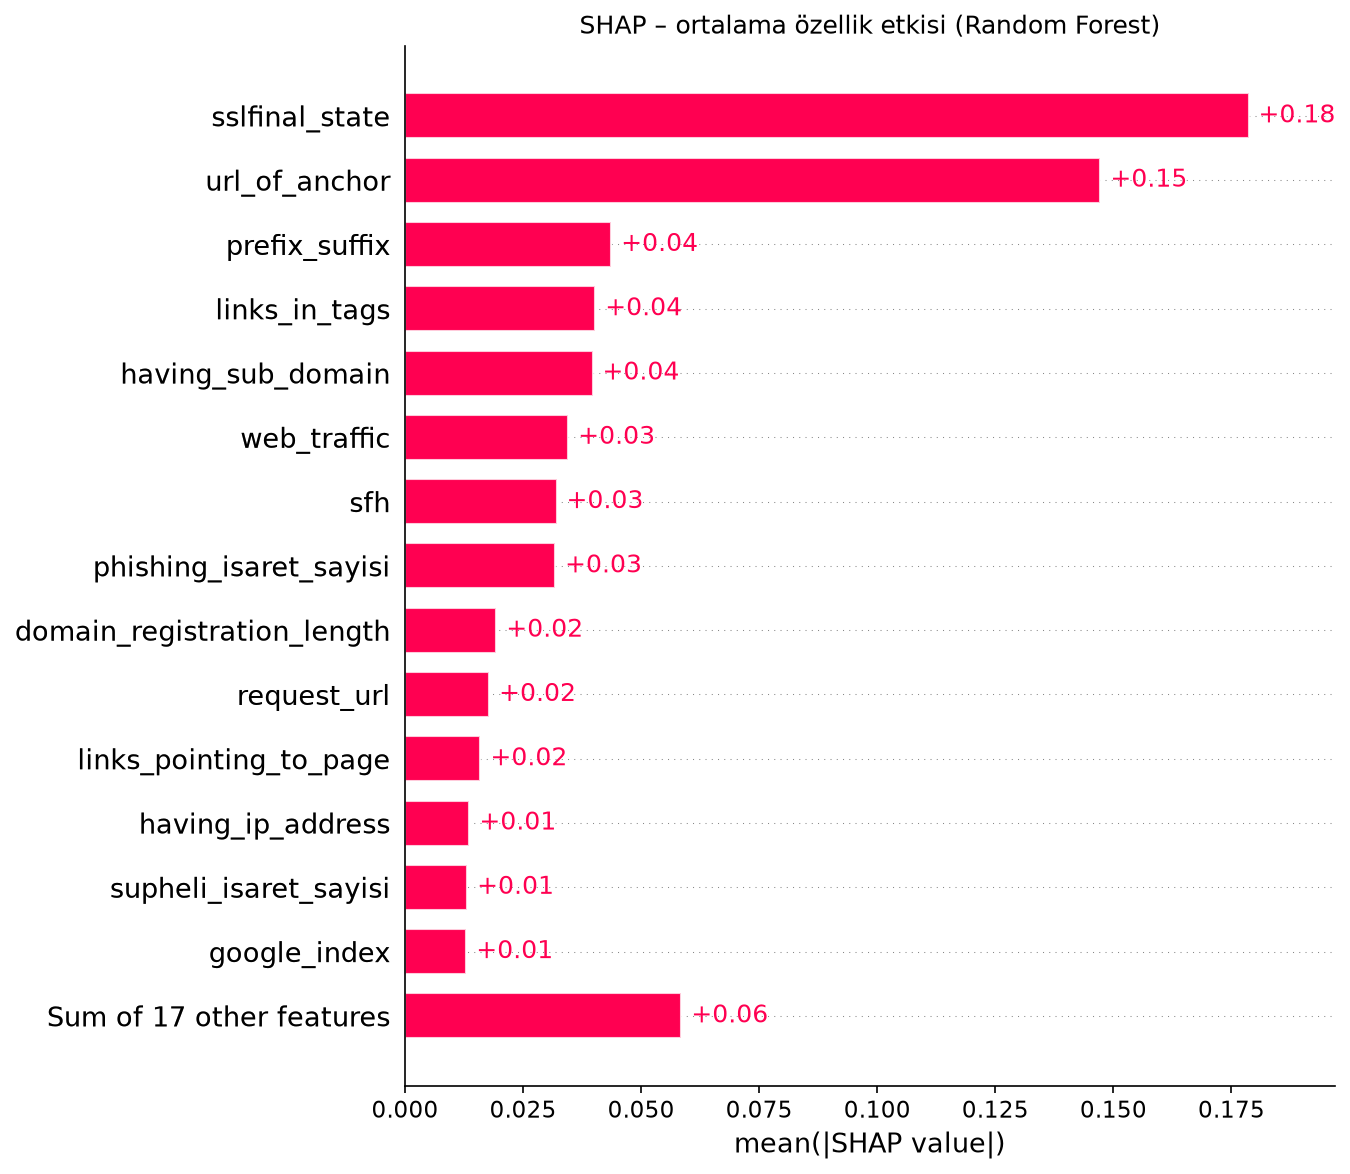 SHAP – ortalama özellik etkisi (Random Forest)
sslfinal_state +0.18
url_of_anchor +0.15
prefix_suffix +0.04
links_in_tags +0.04
having_sub_domain +0.04
web_traffic +0.03
sfh +0.03
phishing_isaret_sayisi +0.03
domain_registration_length +0.02
request_url +0.02
links_pointing_to_page +0.02
having_ip_address +0.01
supheli_isaret_sayisi +0.01
google_index +0.01
Sum of 17 other features +0.06
0.000 0.025 0.050 0.075 0.100 0.125 0.150 0.175
mean(|SHAP value|)